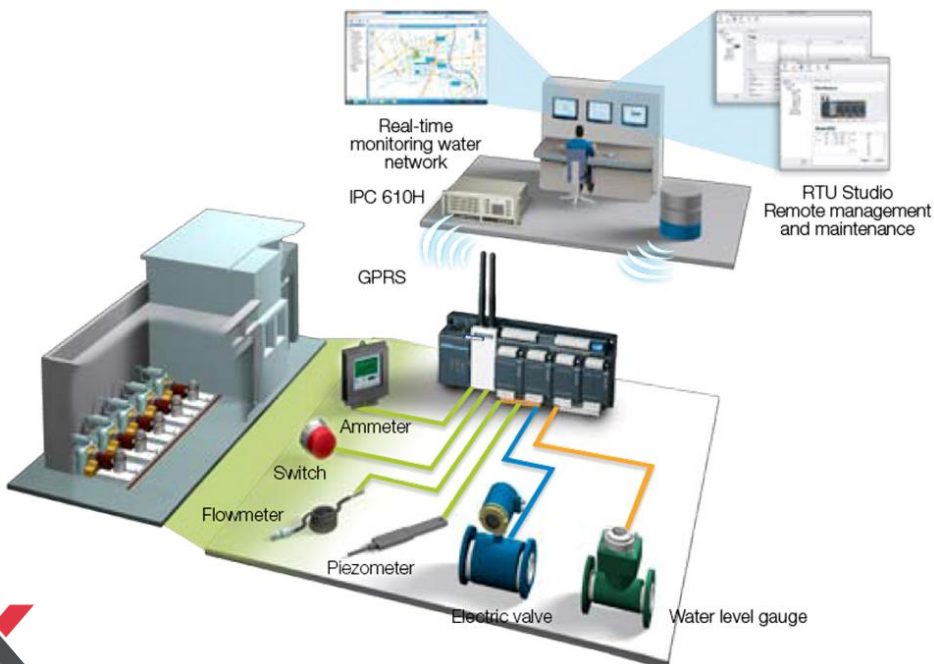 Real-time
monitoring water
network
IPC 610H
RTU Studio
Remote management
and maintenance
GPRS
Ammeter
Switch
Flowmeter
Piezometer
Electric valve
Water level gauge